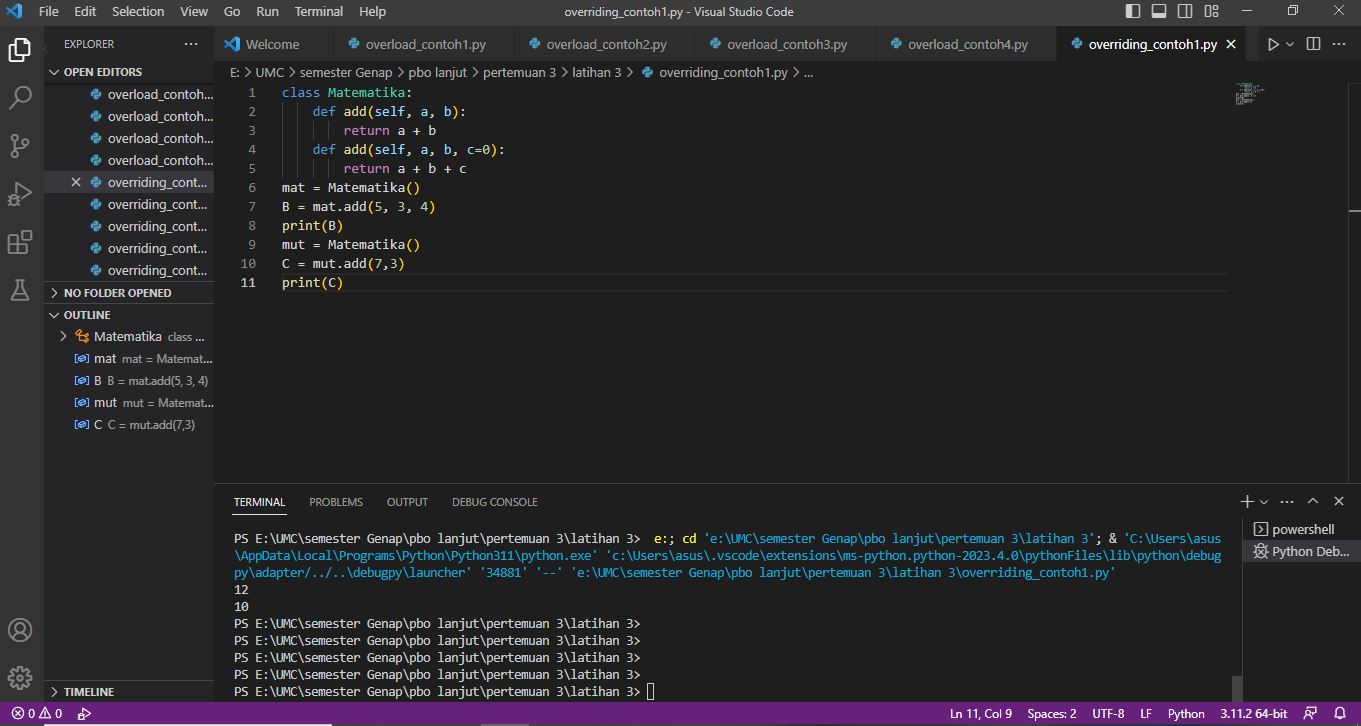 File Edit Selection View Go Run Terminal Help overriding_contoh1.py - Visual Studio Code
EXPLORER
Welcome overload_contoh1.py overload_contoh2.py overload_contoh3.py overload_contoh4.py overriding_contoh1.py
OPEN EDITORS
overload_contoh...
overload_contoh...
overload_contoh...
overload_contoh...
overriding_cont...
overriding_cont...
overriding_cont...
overriding_cont...
overriding_cont...
NO FOLDER OPENED
OUTLINE
Matematika class ...
mat mat = Matemat...
B B = mat.add(5, 3, 4)
mut mut = Matemat...
C C = mut.add(7,3)
TIMELINE
E: > UMC > semester Genap > pbo lanjut > pertemuan 3 > latihan 3 > overriding_contoh1.py > ...
1 class Matematika:
2     def add(self, a, b):
3         return a + b
4     def add(self, a, b, c=0):
5         return a + b + c
6 mat = Matematika()
7 B = mat.add(5, 3, 4)
8 print(B)
9 mut = Matematika()
10 C = mut.add(7,3)
11 print(C)
TERMINAL PROBLEMS OUTPUT DEBUG CONSOLE
PS E:\UMC\semester Genap\pbo lanjut\pertemuan 3\latihan 3>  e:; cd 'e:\UMC\semester Genap\pbo lanjut\pertemuan 3\latihan 3'; & 'C:\Users\asus
\AppData\Local\Programs\Python\Python311\python.exe' 'c:\Users\asus\.vscode\extensions\ms-python.python-2023.4.0\pythonFiles\lib\python\debug
py\adapter/../..\debugpy\launcher' '34881' '--' 'e:\UMC\semester Genap\pbo lanjut\pertemuan 3\latihan 3\overriding_contoh1.py'
12
10
PS E:\UMC\semester Genap\pbo lanjut\pertemuan 3\latihan 3>
PS E:\UMC\semester Genap\pbo lanjut\pertemuan 3\latihan 3>
PS E:\UMC\semester Genap\pbo lanjut\pertemuan 3\latihan 3>
PS E:\UMC\semester Genap\pbo lanjut\pertemuan 3\latihan 3>
PS E:\UMC\semester Genap\pbo lanjut\pertemuan 3\latihan 3>
powershell
Python Deb...
0 0 Ln 11, Col 9 Spaces: 2 UTF-8 LF Python 3.11.2 64-bit